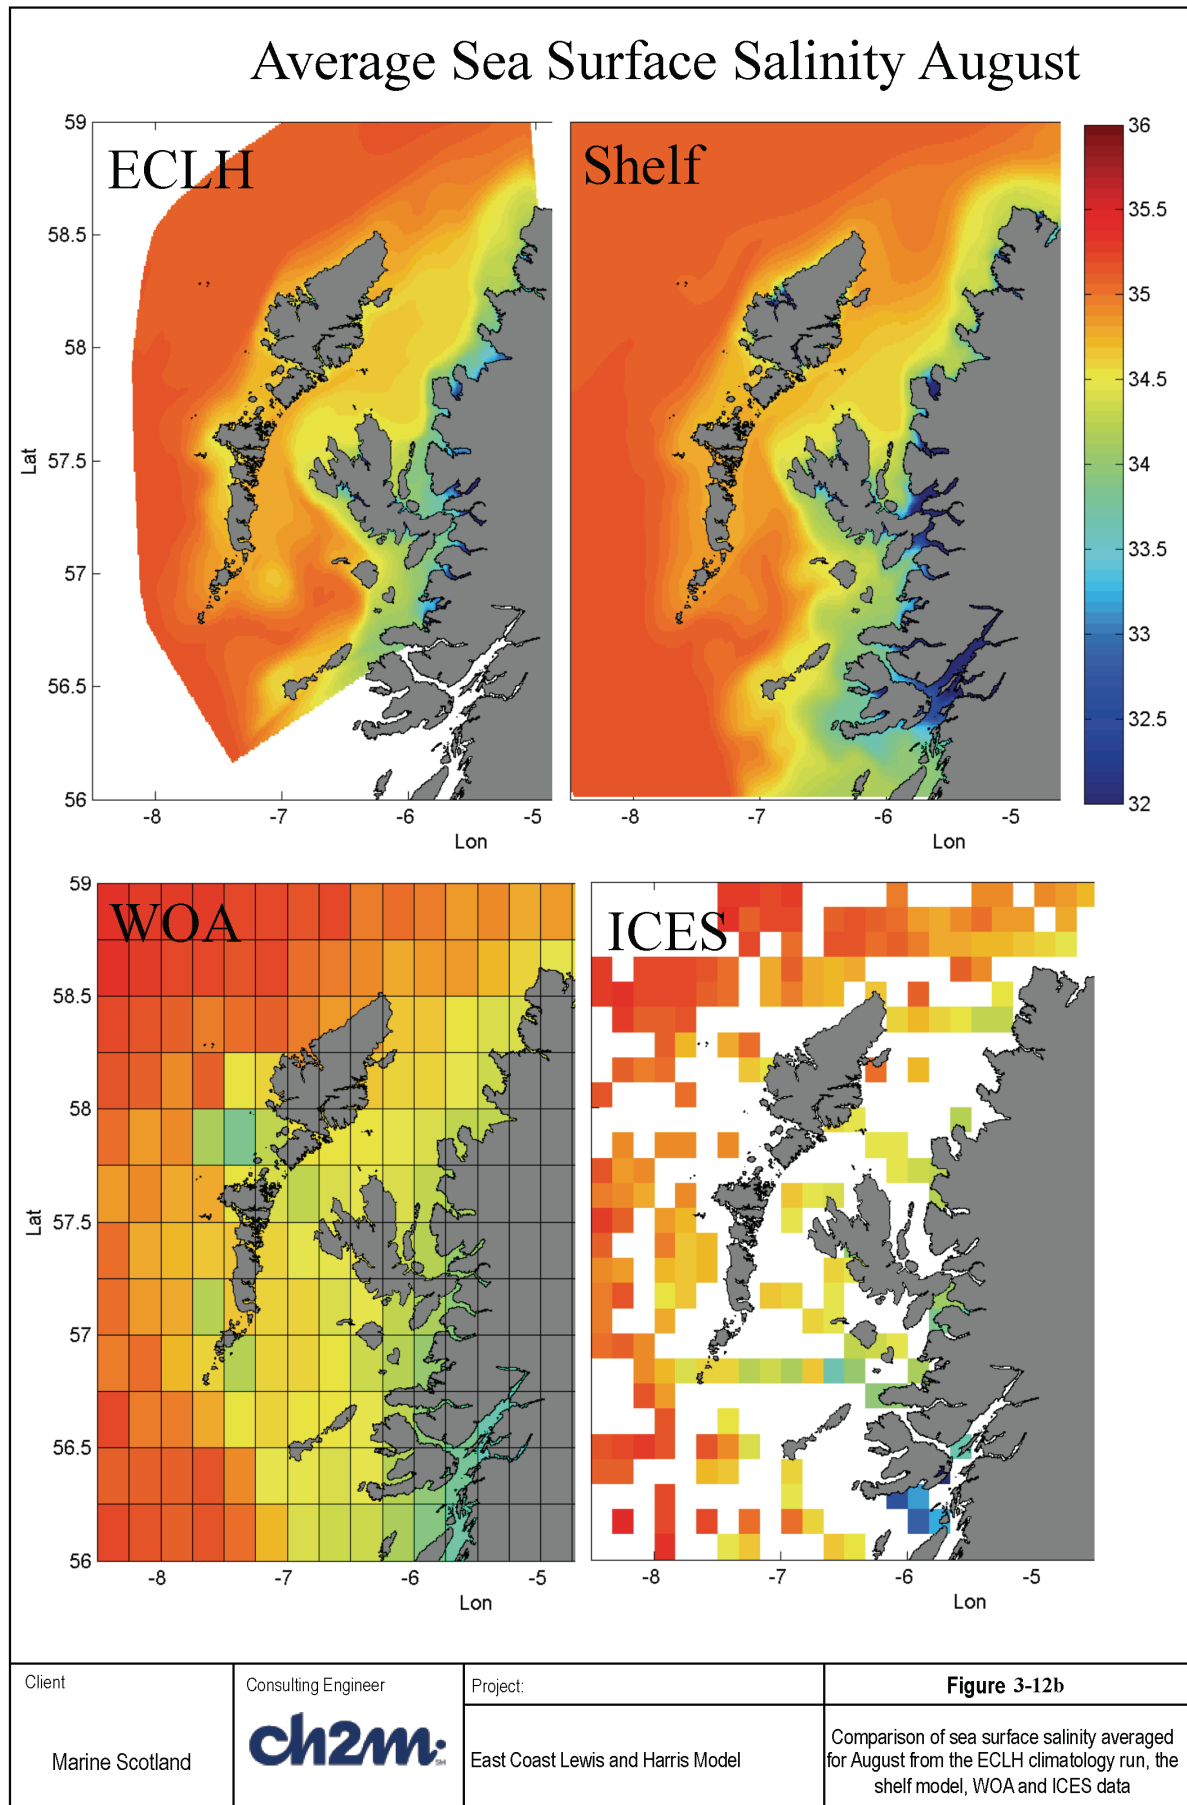 Average Sea Surface Salinity August
ECLH
Shelf
59
58.5
58
57.5
57
56.5
56
Lat
-8
-7
-6
-5
Lon
-8
-7
-6
-5
Lon
36
35.5
35
34.5
34
33.5
33
32.5
32
WOA
ICES
59
58.5
58
57.5
57
56.5
56
Lat
-8
-7
-6
-5
Lon
-8
-7
-6
-5
Lon
Client
Marine Scotland
Consulting Engineer
ch2m:
SM
Project:
East Coast Lewis and Harris Model
Figure 3-12b
Comparison of sea surface salinity averaged
for August from the ECLH climatology run, the
shelf model, WOA and ICES data